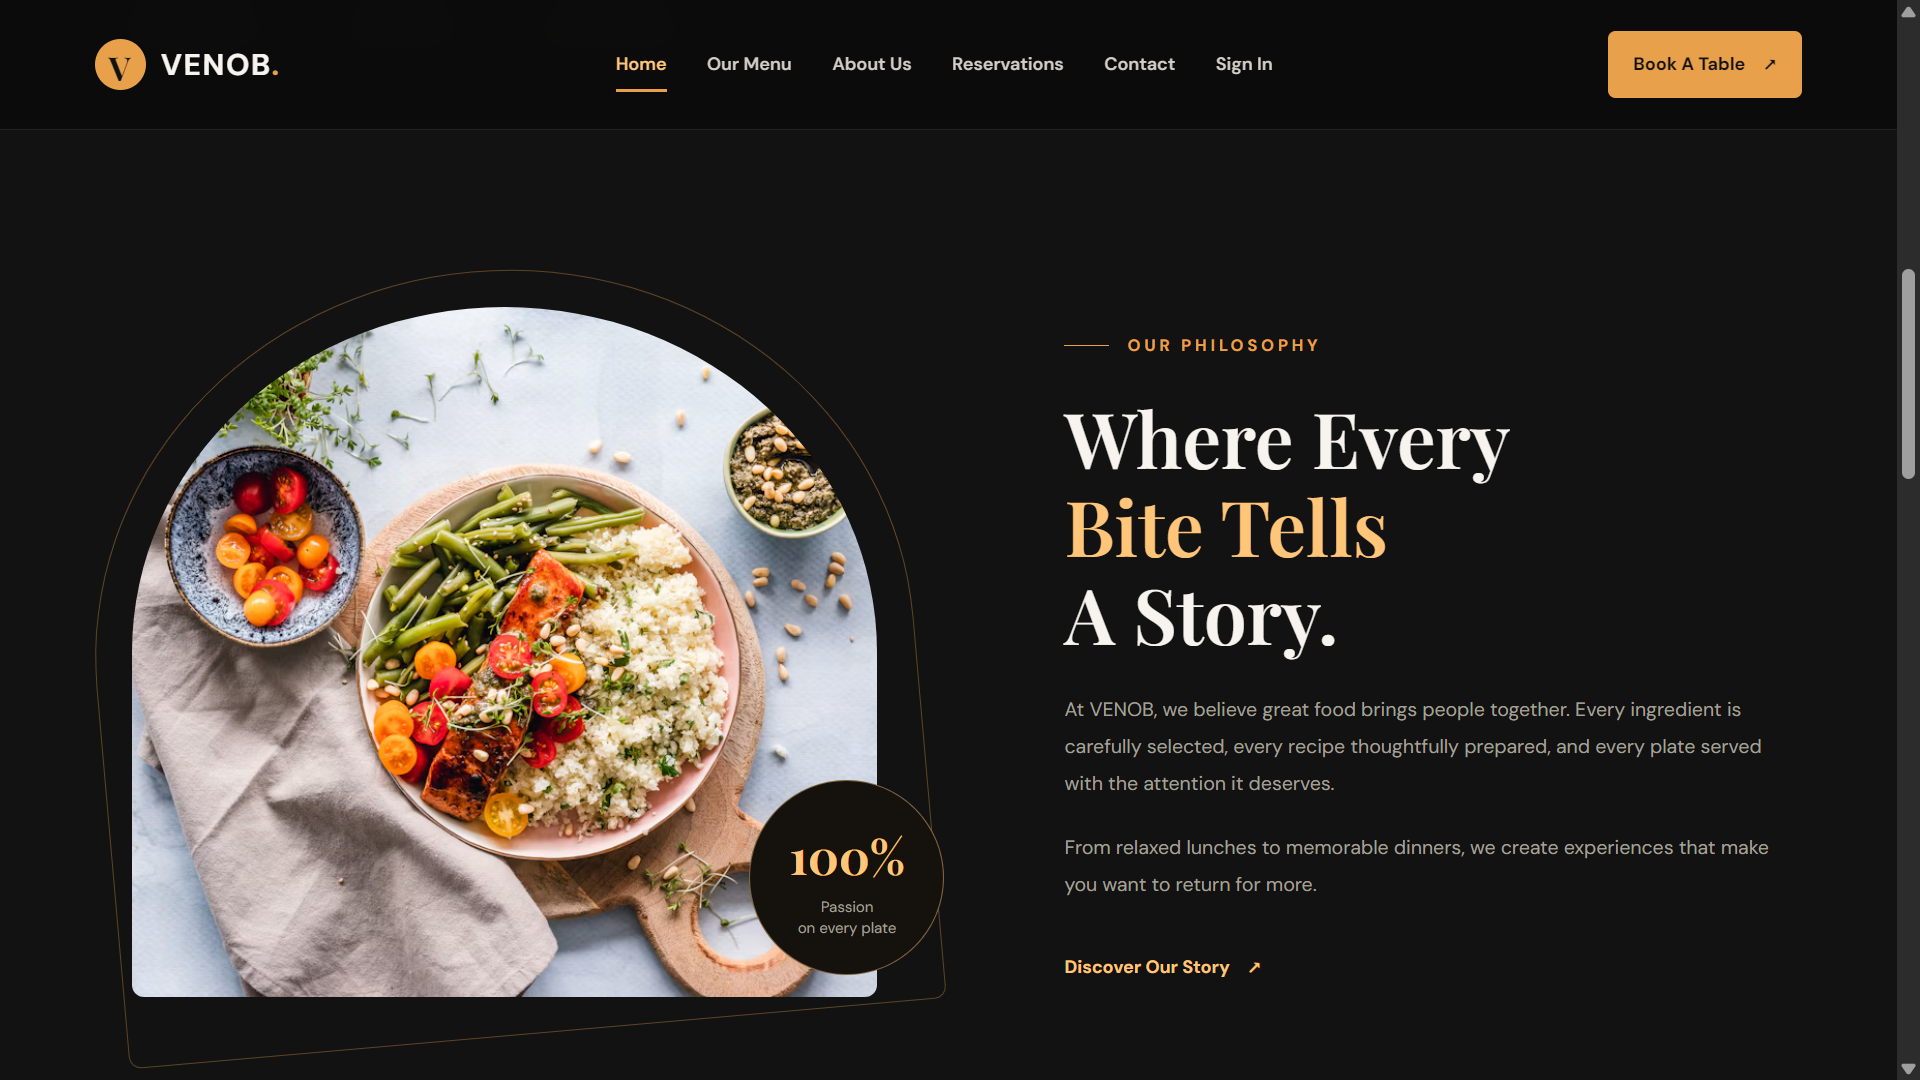 V VENOB.
Home Our Menu About Us Reservations Contact Sign In
Book A Table ↗
OUR PHILOSOPHY
Where Every
Bite Tells
A Story.
At VENOB, we believe great food brings people together. Every ingredient is
carefully selected, every recipe thoughtfully prepared, and every plate served
with the attention it deserves.
From relaxed lunches to memorable dinners, we create experiences that make
you want to return for more.
Discover Our Story ↗
100%
Passion
on every plate